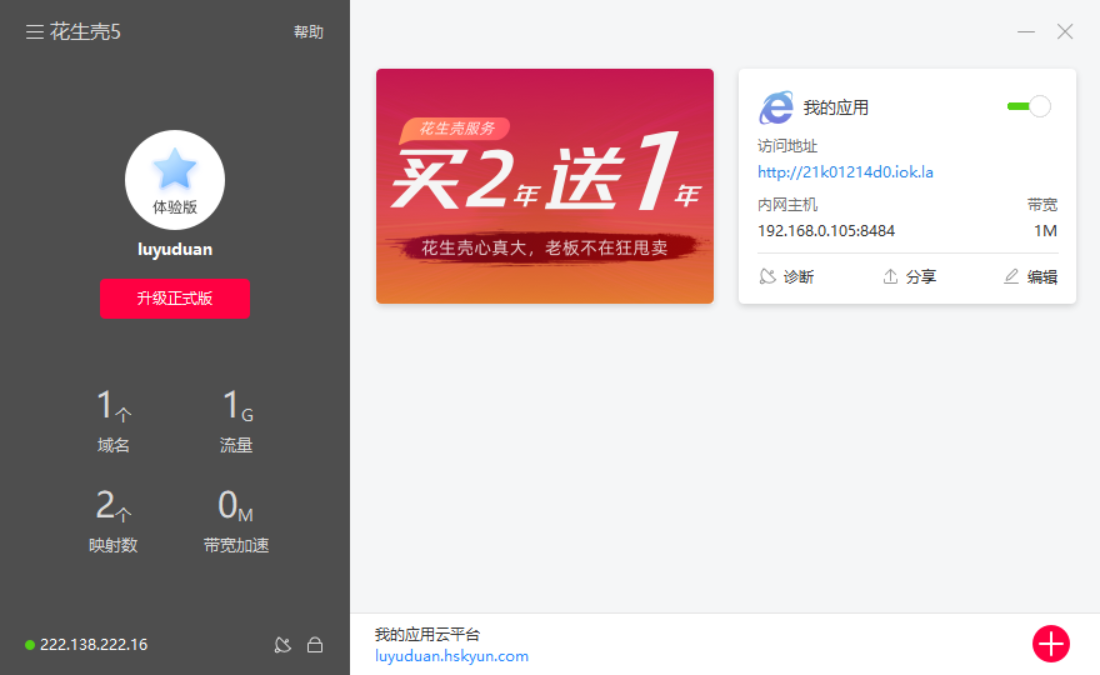 花生壳5
帮助
体验版
luyuduan
升级正式版
1个
域名
1G
流量
2个
映射数
0M
带宽加速
222.138.222.16
花生壳服务
买2年送1年
花生壳心真大，老板不在狂甩卖
我的应用
访问地址
http://21k01214d0.iok.la
内网主机 带宽
192.168.0.105:8484 1M
诊断 分享 编辑
我的应用云平台
luyuduan.hskyun.com